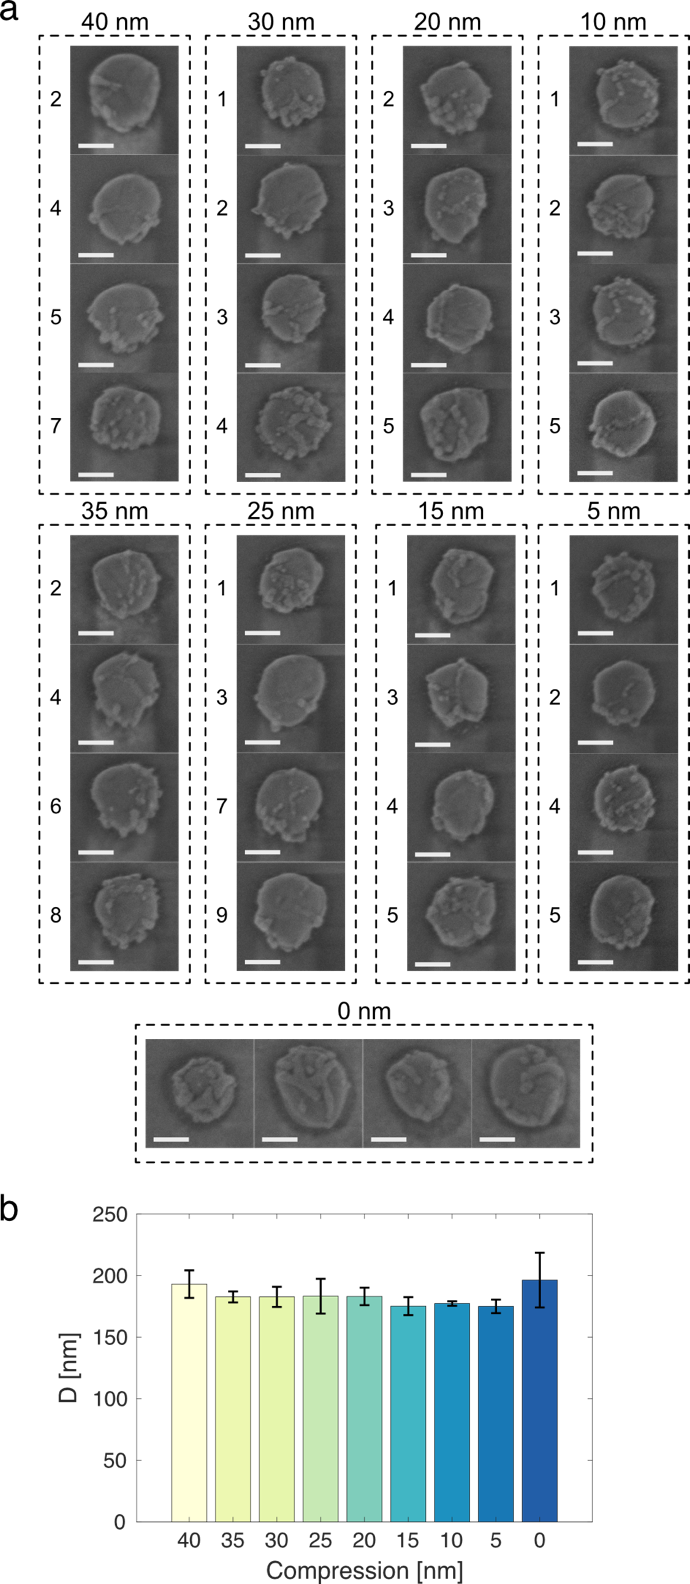 a
40 nm 30 nm 20 nm 10 nm
2 1 2 1
4 2 3 2
5 3 4 3
7 4 5 5
35 nm 25 nm 15 nm 5 nm
2 1 1 1
4 3 3 2
6 7 4 4
8 9 5 5
0 nm
b
250
200
150
100
50
0
D [nm]
40 35 30 25 20 15 10 5 0
Compression [nm]